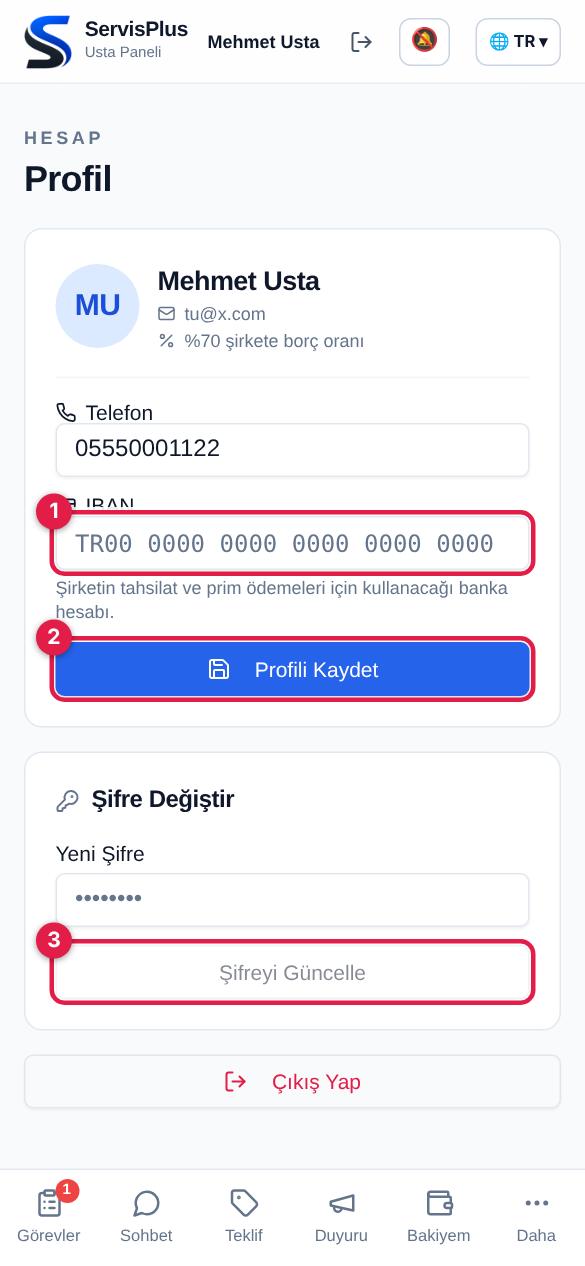 ServisPlus
Usta Paneli
Mehmet Usta
TR ▾
HESAP
Profil
MU
Mehmet Usta
tu@x.com
%70 şirkete borç oranı
Telefon
05550001122
1
IBAN
TR00 0000 0000 0000 0000 0000
Şirketin tahsilat ve prim ödemeleri için kullanacağı banka
hesabı.
2
Profili Kaydet
Şifre Değiştir
Yeni Şifre
••••••••
3
Şifreyi Güncelle
Çıkış Yap
1
Görevler
Sohbet
Teklif
Duyuru
Bakiyem
Daha